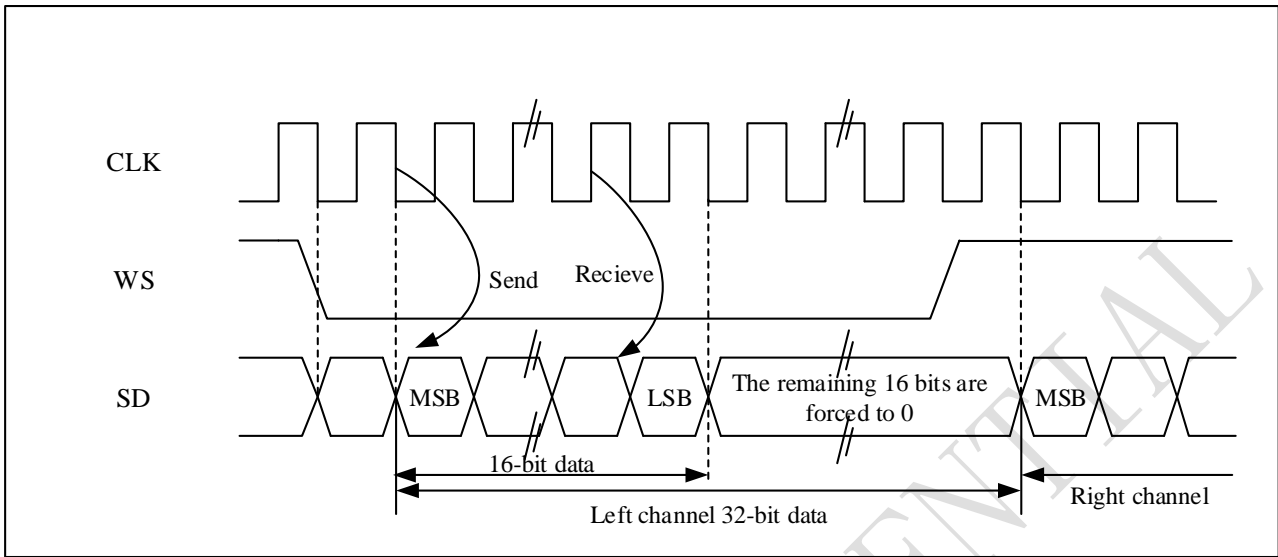 CLK
WS
Send
Recieve
SD
MSB
LSB
The remaining 16 bits are
forced to 0
MSB
16-bit data
Left channel 32-bit data
Right channel
ENTIAL